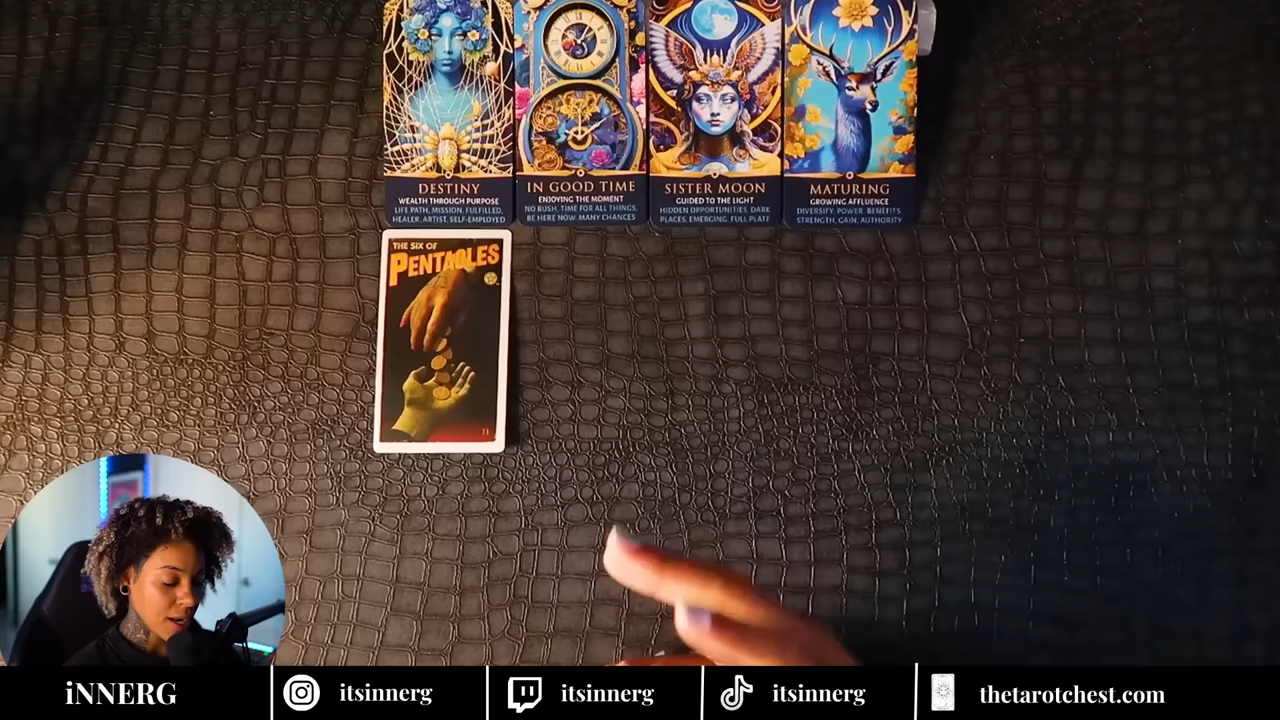 DESTINY
WEALTH THROUGH PURPOSE
LIFE PATH, MISSION, FULFILLED,
HEALER, ARTIST, SELF-EMPLOYED
IN GOOD TIME
ENJOYING THE MOMENT
NO RUSH, TIME FOR ALL THINGS,
BE HERE NOW, MANY CHANCES
SISTER MOON
GUIDED TO THE LIGHT
HIDDEN OPPORTUNITIES, DARK
PLACES, EMERGING, FULL PLATE
MATURING
GROWING AFFLUENCE
DIVERSIFY, POWER, BENEFITS,
STRENGTH, GAIN, AUTHORITY
THE SIX OF
PENTACLES
iNNERG
itsinnerg
itsinnerg
itsinnerg
thetarotchest.com